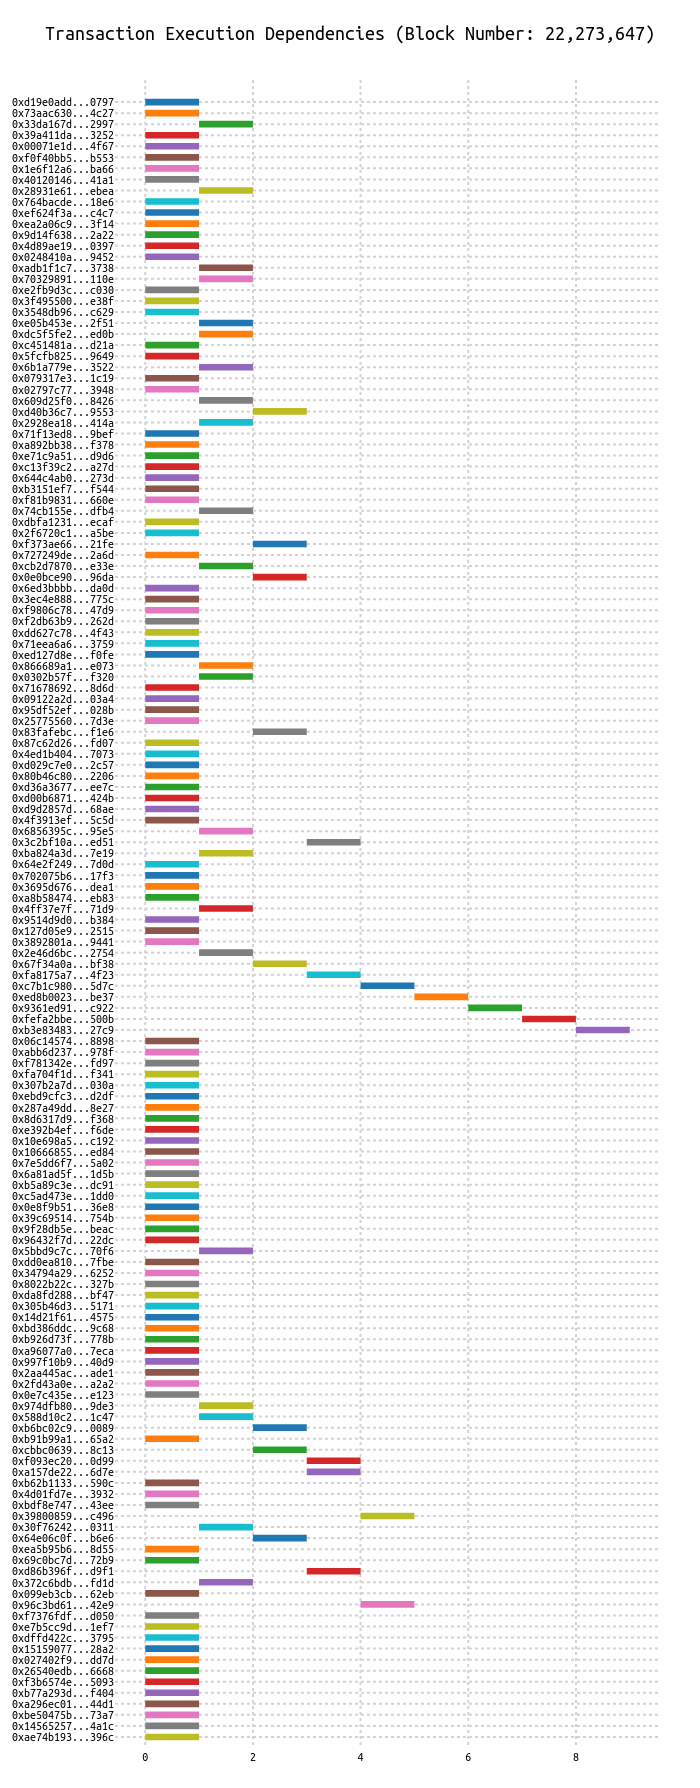 Transaction Execution Dependencies (Block Number: 22,273,647)
0xd19e0add...0797
0x73aac630...4c27
0x33da167d...2997
0x39a411da...3252
0x00071e1d...4f67
0xf0f40bb5...b553
0x1e6f12a6...ba66
0x40120146...41a1
0x28931e61...ebea
0x764bacde...18e6
0xef624f3a...c4c7
0xea2a06c9...3f14
0x9d14f638...2a22
0x4d89ae19...0397
0x0248410a...9452
0xadb1f1c7...3738
0x70329891...110e
0xe2fb9d3c...c030
0x3f495500...e38f
0x3548db96...c629
0xe05b453e...2f51
0xdc5f5fe2...ed0b
0xc451481a...d21a
0x5fcfb825...9649
0x6b1a779e...3522
0x079317e3...1c19
0x02797c77...3948
0x609d25f0...8426
0xd40b36c7...9553
0x2928ea18...414a
0x71f13ed8...9bef
0xa892bb38...f378
0xe71c9a51...d9d6
0xc13f39c2...a27d
0x644c4ab0...273d
0xb3151ef7...f544
0xf81b9831...660e
0x74cb155e...dfb4
0xdbfa1231...ecaf
0x2f6720c1...a5be
0xf373ae66...21fe
0x727249de...2a6d
0xcb2d7870...e33e
0x0e0bce90...96da
0x6ed3bbbb...da0d
0x3ec4e888...775c
0xf9806c78...47d9
0xf2db63b9...262d
0xdd627c78...4f43
0x71eea6a6...3759
0xed127d8e...f0fe
0x866689a1...e073
0x0302b57f...f320
0x71678692...8d6d
0x09122a2d...03a4
0x95df52ef...028b
0x25775560...7d3e
0x83fafebc...f1e6
0x87c62d26...fd07
0x4ed1b404...7073
0xd029c7e0...2c57
0x80b46c80...2206
0xd36a3677...ee7c
0xd00b6871...424b
0xd9d2857d...68ae
0x4f3913ef...5c5d
0x6856395c...95e5
0x3c2bf10a...ed51
0xba824a3d...7e19
0x64e2f249...7d0d
0x702075b6...17f3
0x3695d676...dea1
0xa8b58474...eb83
0x4ff37e7f...71d9
0x9514d9d0...b384
0x127d05e9...2515
0x3892801a...9441
0x2e46d6bc...2754
0x67f34a0a...bf38
0xfa8175a7...4f23
0xc7b1c980...5d7c
0xed8b0023...be37
0x9361ed91...c922
0xfefa2bbe...500b
0xb3e83483...27c9
0x06c14574...8898
0xabb6d237...978f
0xf781342e...fd97
0xfa704f1d...f341
0x307b2a7d...030a
0xebd9cfc3...d2df
0x287a49dd...8e27
0x8d6317d9...f368
0xe392b4ef...f6de
0x10e698a5...c192
0x10666855...ed84
0x7e5dd6f7...5a02
0x6a81ad5f...1d5b
0xb5a89c3e...dc91
0xc5ad473e...1dd0
0x0e8f9b51...36e8
0x39c69514...754b
0x9f28db5e...beac
0x96432f7d...22dc
0x5bbd9c7c...70f6
0xdd0ea810...7fbe
0x34794a29...6252
0x8022b22c...327b
0xda8fd288...bf47
0x305b46d3...5171
0x14d21f61...4575
0xbd386ddc...9c68
0xb926d73f...778b
0xa96077a0...7eca
0x997f10b9...40d9
0x2aa445ac...ade1
0x2fd43a0e...a2a2
0x0e7c435e...e123
0x974dfb80...9de3
0x588d10c2...1c47
0xb6bc02c9...0089
0xb91b99a1...65a2
0xcbbc0639...8c13
0xf093ec20...0d99
0xa157de22...6d7e
0xb62b1133...590c
0x4d01fd7e...3932
0xbdf8e747...43ee
0x39800859...c496
0x30f76242...0311
0x64e06c0f...b6e6
0xea5b95b6...8d55
0x69c0bc7d...72b9
0xd86b396f...d9f1
0x372c6bdb...fd1d
0x099eb3cb...62eb
0x96c3bd61...42e9
0xf7376fdf...d050
0xe7b5cc9d...1ef7
0xdffd422c...3795
0x15159077...28a2
0x027402f9...dd7d
0x26540edb...6668
0xf3b6574e...5093
0xb77a293d...f404
0xa296ec01...44d1
0xbe50475b...73a7
0x14565257...4a1c
0xae74b193...396c
0 2 4 6 8